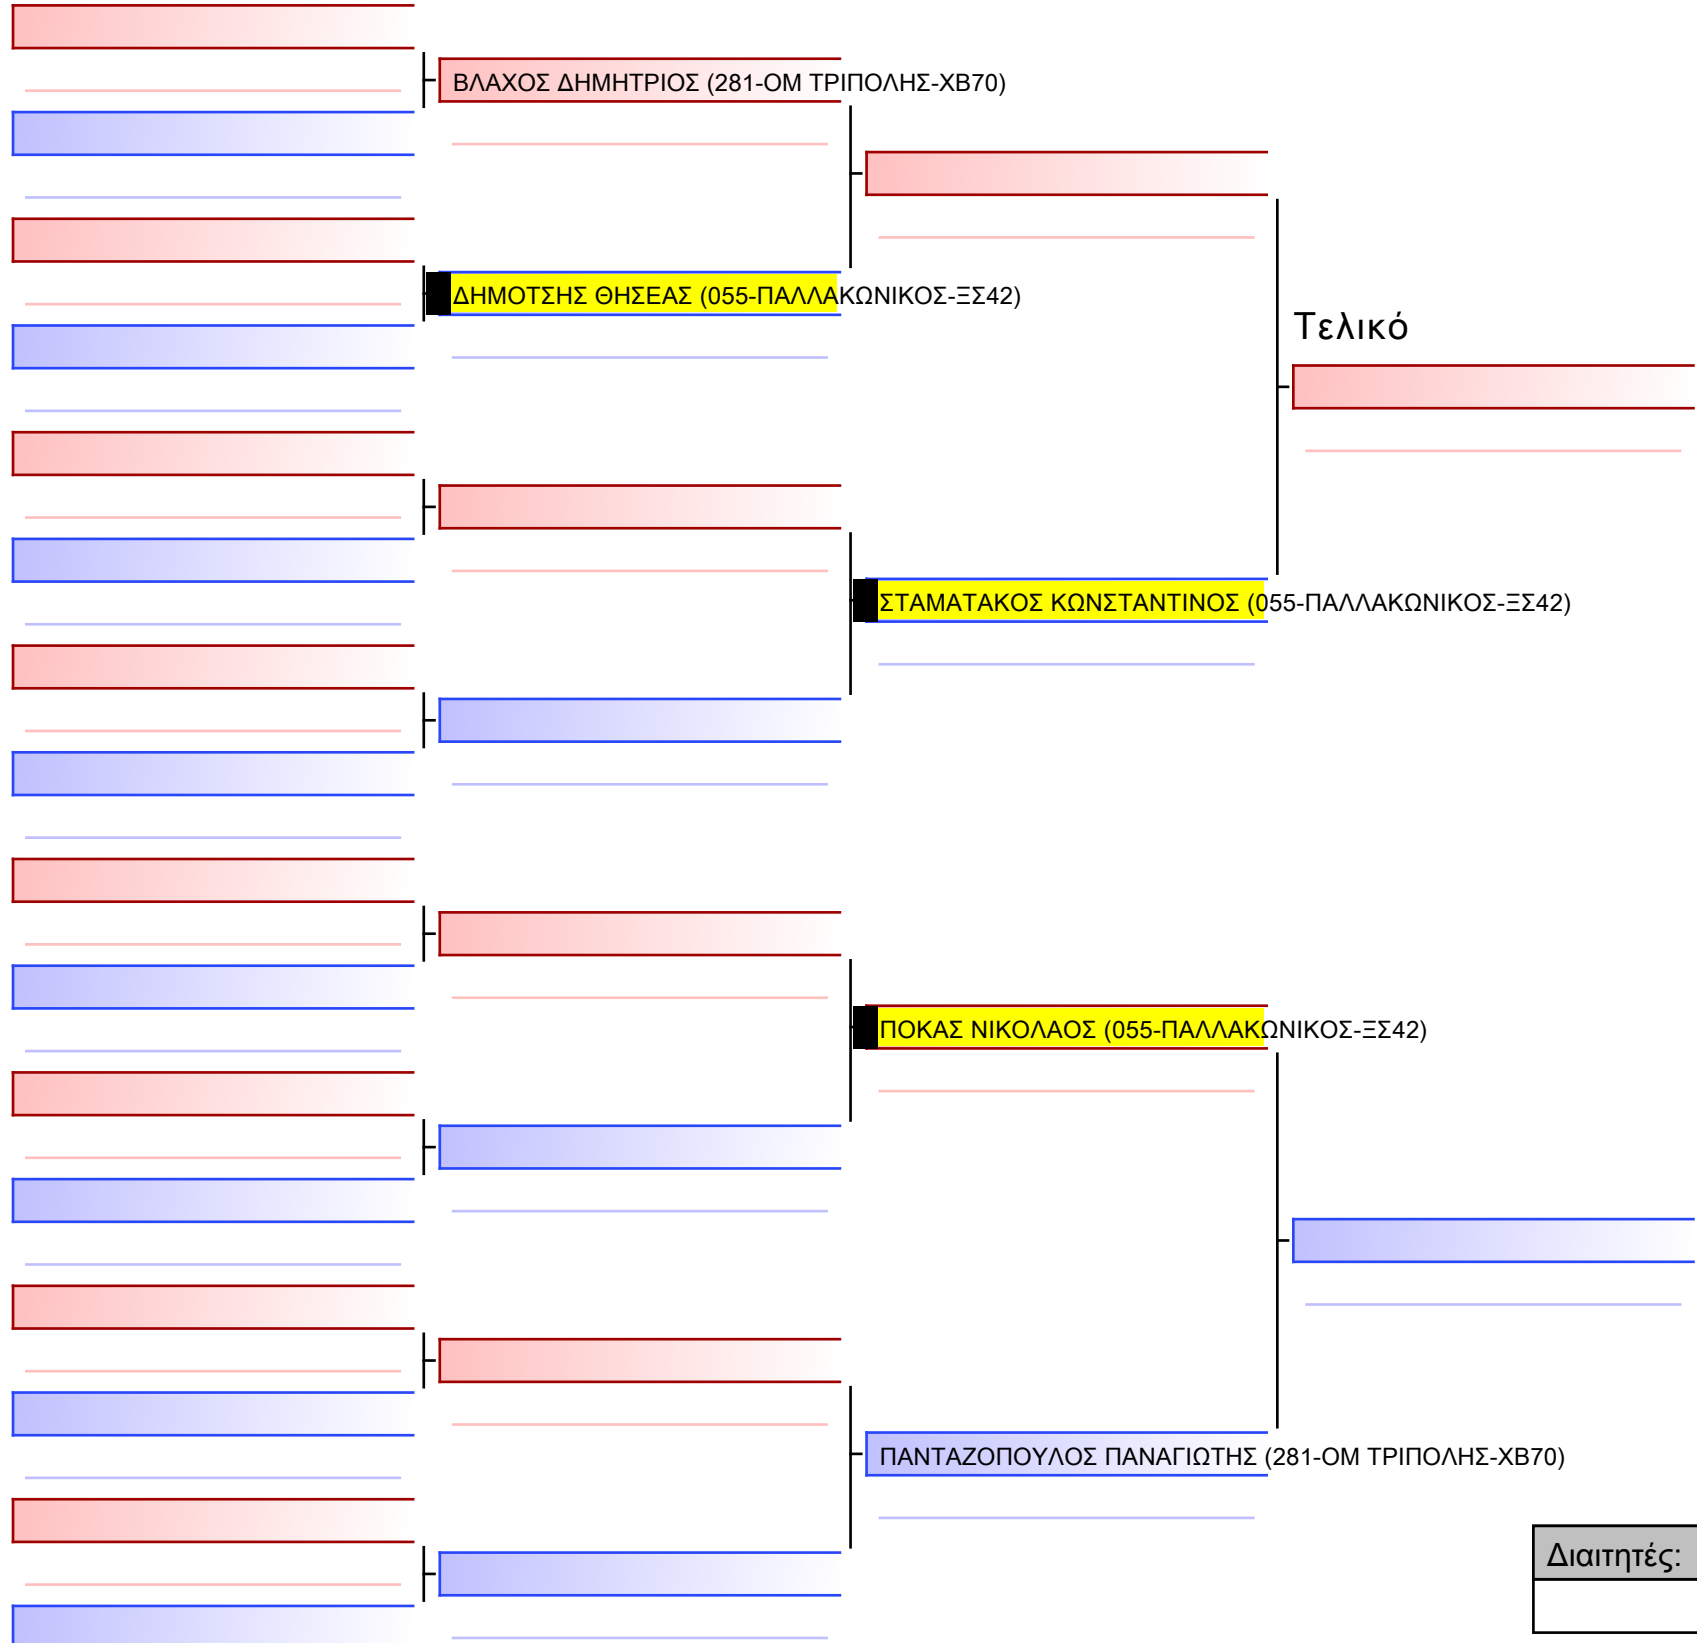 ΒΛΑΧΟΣ ΔΗΜΗΤΡΙΟΣ (281-ΟΜ ΤΡΙΠΟΛΗΣ-ΧΒ70)
ΔΗΜΟΤΣΗΣ ΘΗΣΕΑΣ (055-ΠΑΛΛΑΚΩΝΙΚΟΣ-ΞΣ42)
Τελικό
ΣΤΑΜΑΤΑΚΟΣ ΚΩΝΣΤΑΝΤΙΝΟΣ (055-ΠΑΛΛΑΚΩΝΙΚΟΣ-ΞΣ42)
ΠΟΚΑΣ ΝΙΚΟΛΑΟΣ (055-ΠΑΛΛΑΚΩΝΙΚΟΣ-ΞΣ42)
ΠΑΝΤΑΖΟΠΟΥΛΟΣ ΠΑΝΑΓΙΩΤΗΣ (281-ΟΜ ΤΡΙΠΟΛΗΣ-ΧΒ70)
Διαιτητές: